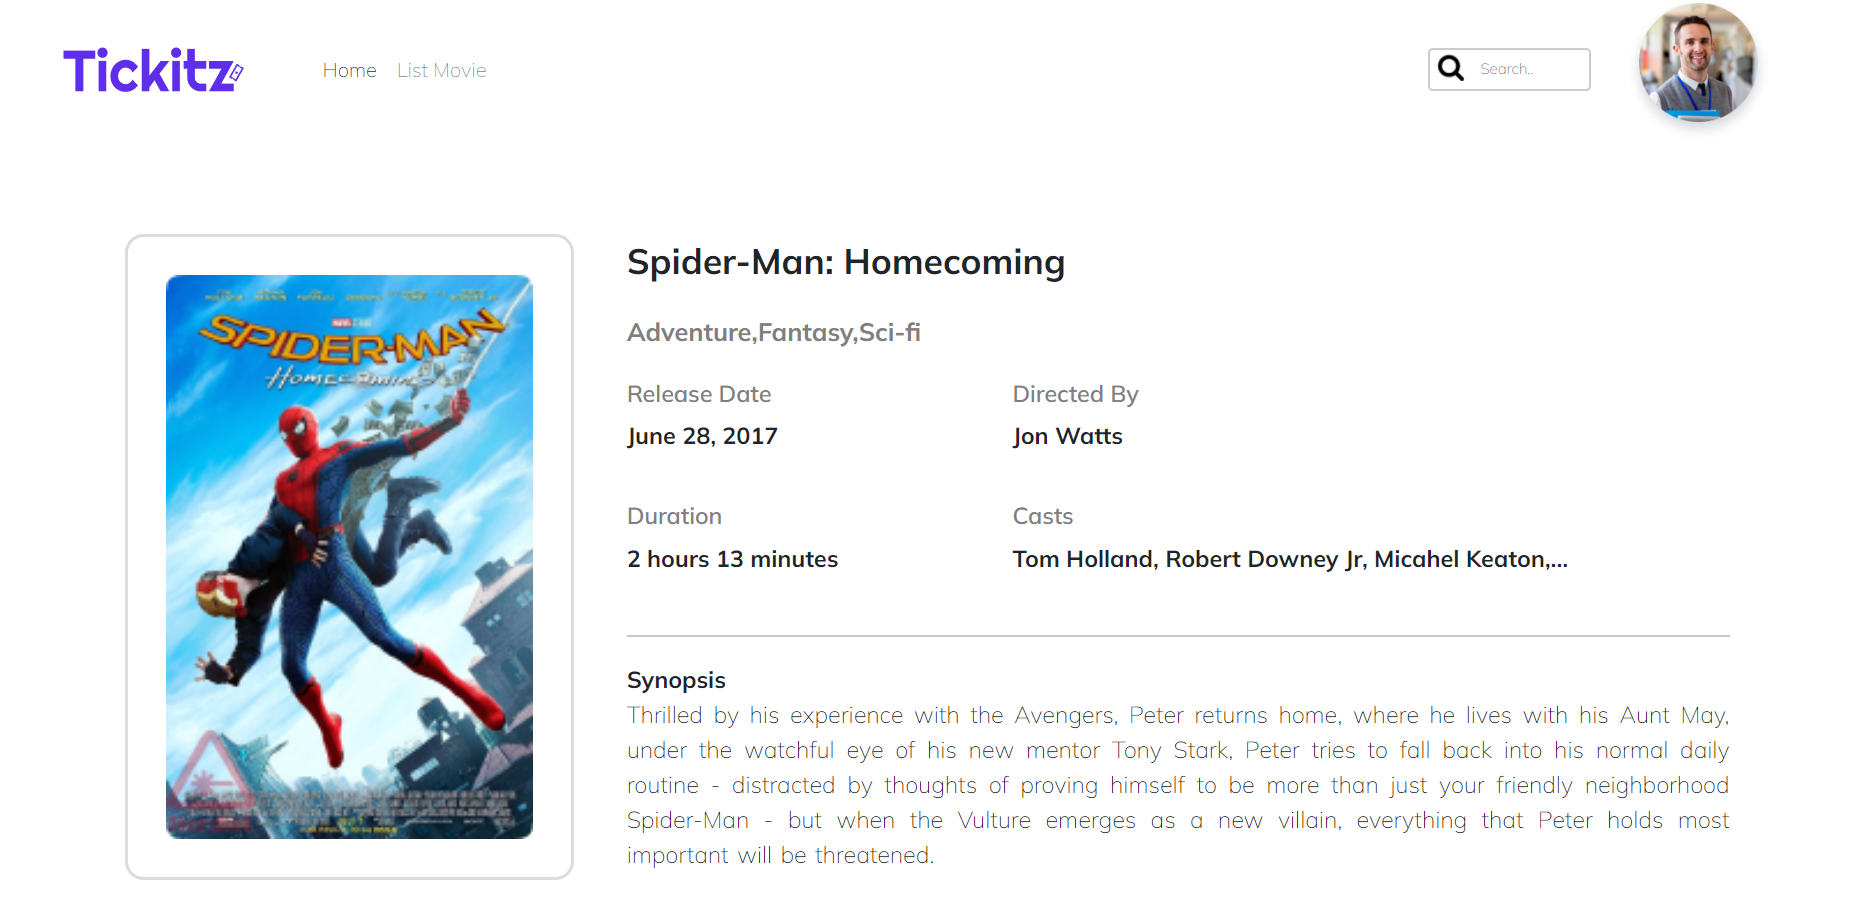 Tickitz
Home
List Movie
Search..
Spider-Man: Homecoming
Adventure,Fantasy,Sci-fi
Release Date
Directed By
June 28, 2017
Jon Watts
Duration
Casts
2 hours 13 minutes
Tom Holland, Robert Downey Jr, Micahel Keaton,...
Synopsis
Thrilled by his experience with the Avengers, Peter returns home, where he lives with his Aunt May,
under the watchful eye of his new mentor Tony Stark, Peter tries to fall back into his normal daily
routine - distracted by thoughts of proving himself to be more than just your friendly neighborhood
Spider-Man - but when the Vulture emerges as a new villain, everything that Peter holds most
important will be threatened.
SPIDER-MAN
HOMECOMING